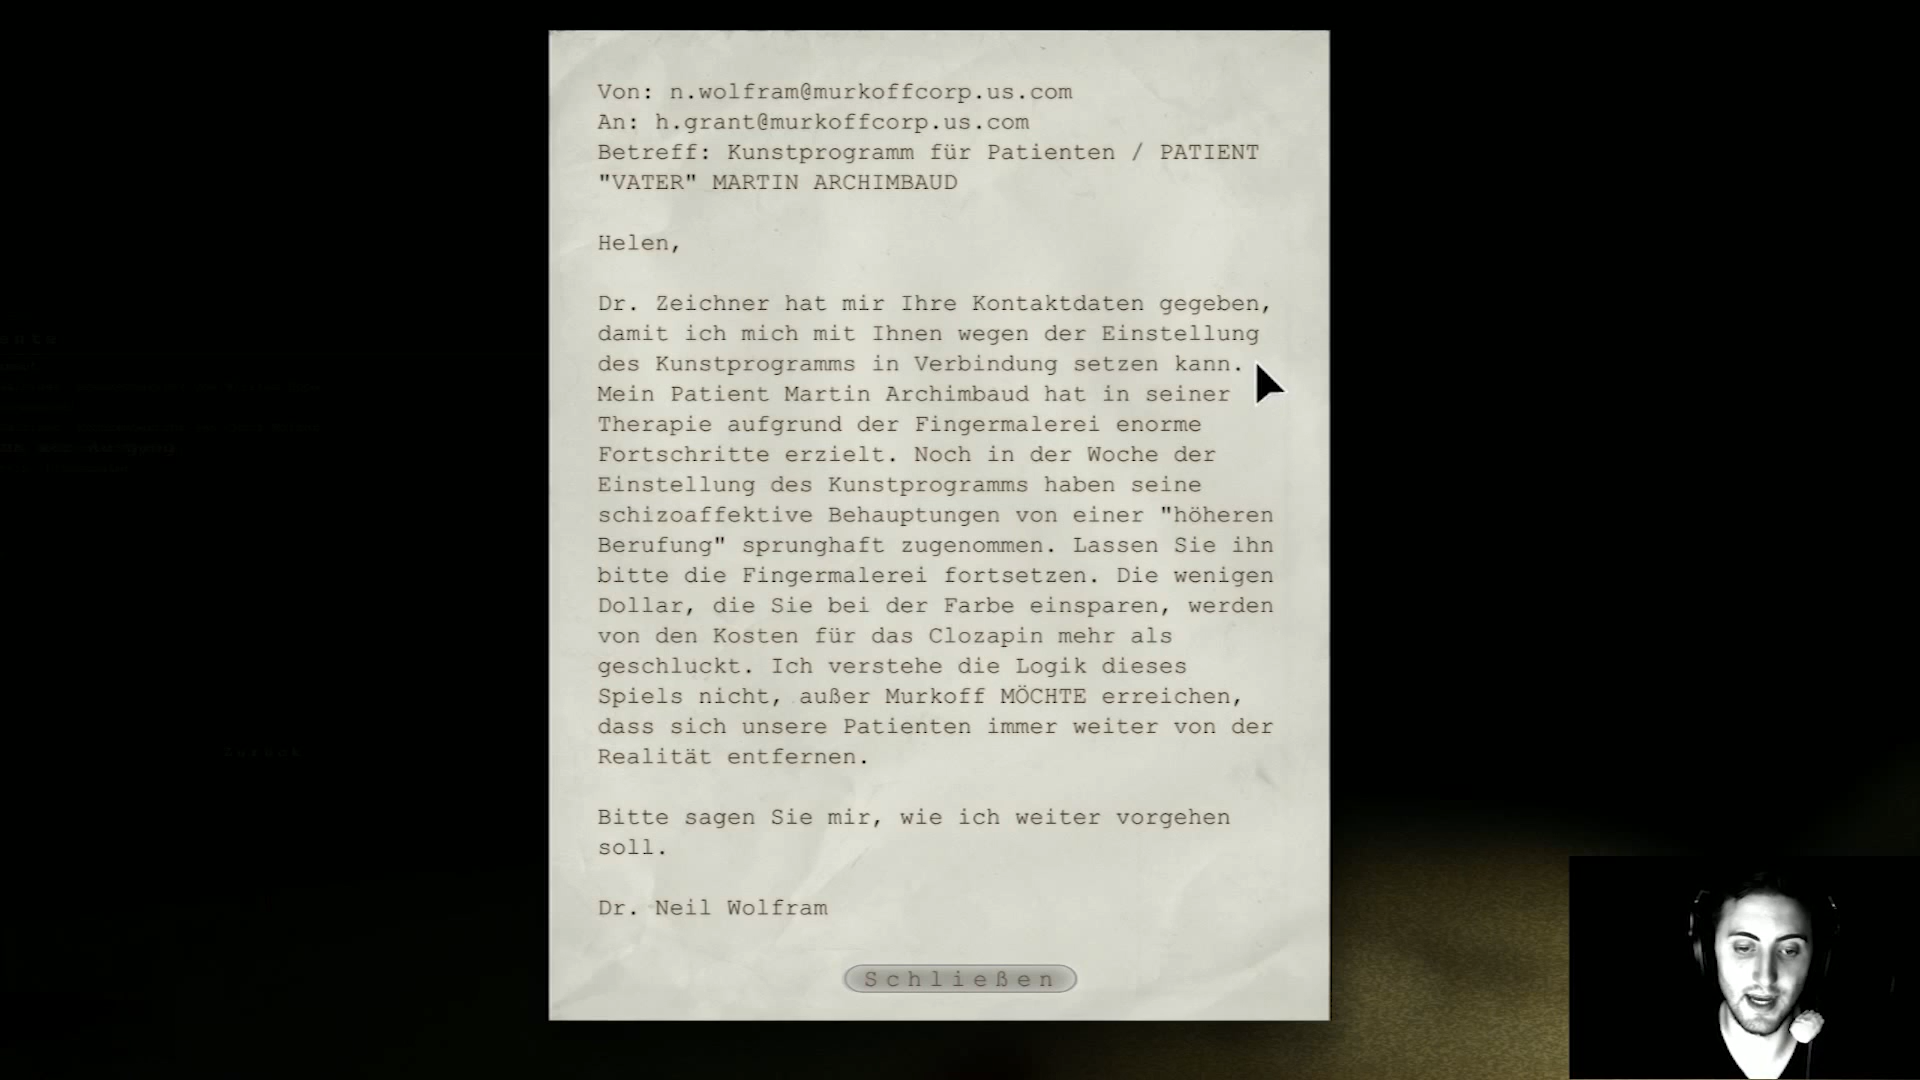 Von: n.wolfram@murkoffcorp.us.com
An: h.grant@murkoffcorp.us.com
Betreff: Kunstprogramm für Patienten / PATIENT
"VATER" MARTIN ARCHIMBAUD
Helen,
Dr. Zeichner hat mir Ihre Kontaktdaten gegeben,
damit ich mich mit Ihnen wegen der Einstellung
des Kunstprogramms in Verbindung setzen kann.
Mein Patient Martin Archimbaud hat in seiner
Therapie aufgrund der Fingermalerei enorme
Fortschritte erzielt. Noch in der Woche der
Einstellung des Kunstprogramms haben seine
schizoaffektive Behauptungen von einer "höheren
Berufung" sprunghaft zugenommen. Lassen Sie ihn
bitte die Fingermalerei fortsetzen. Die wenigen
Dollar, die Sie bei der Farbe einsparen, werden
von den Kosten für das Clozapin mehr als
geschluckt. Ich verstehe die Logik dieses
Spiels nicht, außer Murkoff MÖCHTE erreichen,
dass sich unsere Patienten immer weiter von der
Realität entfernen.
Bitte sagen Sie mir, wie ich weiter vorgehen
soll.
Dr. Neil Wolfram
Schließen
Zurück